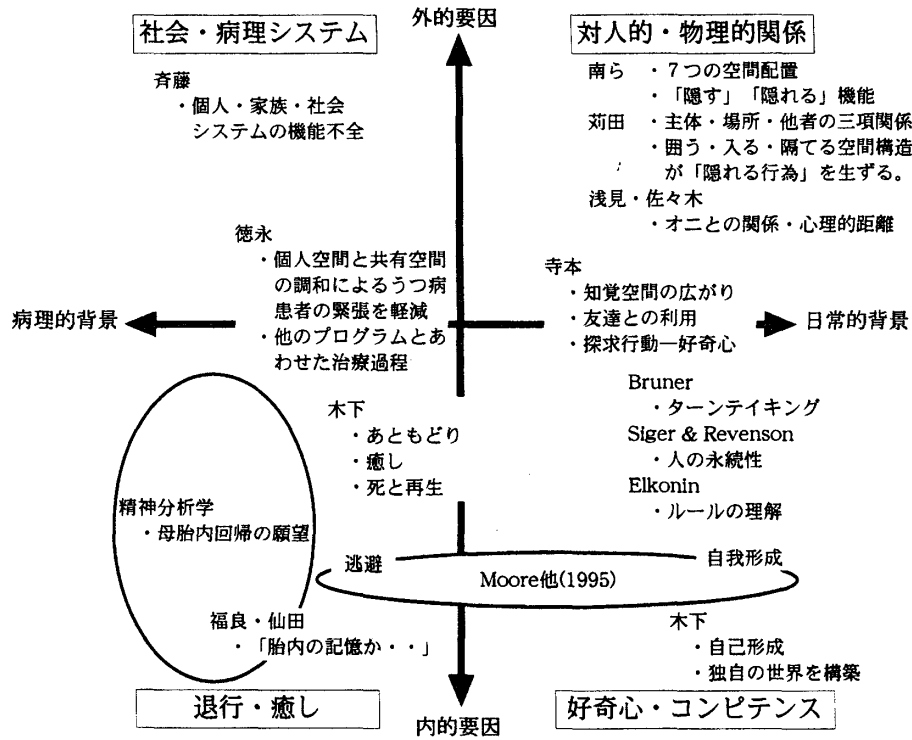 社会・病理システム
外的要因
対人的・物理的関係
斉藤
・個人・家族・社会
システムの機能不全
南ら ・7つの空間配置
・「隠す」「隠れる」機能
苅田 ・主体・場所・他者の三項関係
・囲う・入る・隔てる空間構造
が「隠れる行為」を生ずる。
浅見・佐々木
・オニとの関係・心理的距離
徳永
・個人空間と共有空間
の調和によるうつ病
患者の緊張を軽減
・他のプログラムとあ
わせた治療過程
寺本
・知覚空間の広がり
・友達との利用
・探求行動―好奇心
病理的背景
日常的背景
木下
・あともどり
・癒し
・死と再生
Bruner
・ターンテイキング
Siger & Revenson
・人の永続性
Elkonin
・ルールの理解
精神分析学
・母胎内回帰の願望
逃避
自我形成
Moore他(1995)
福良・仙田
・「胎内の記憶か・・」
木下
・自己形成
・独自の世界を構築
退行・癒し
内的要因
好奇心・コンピテンス